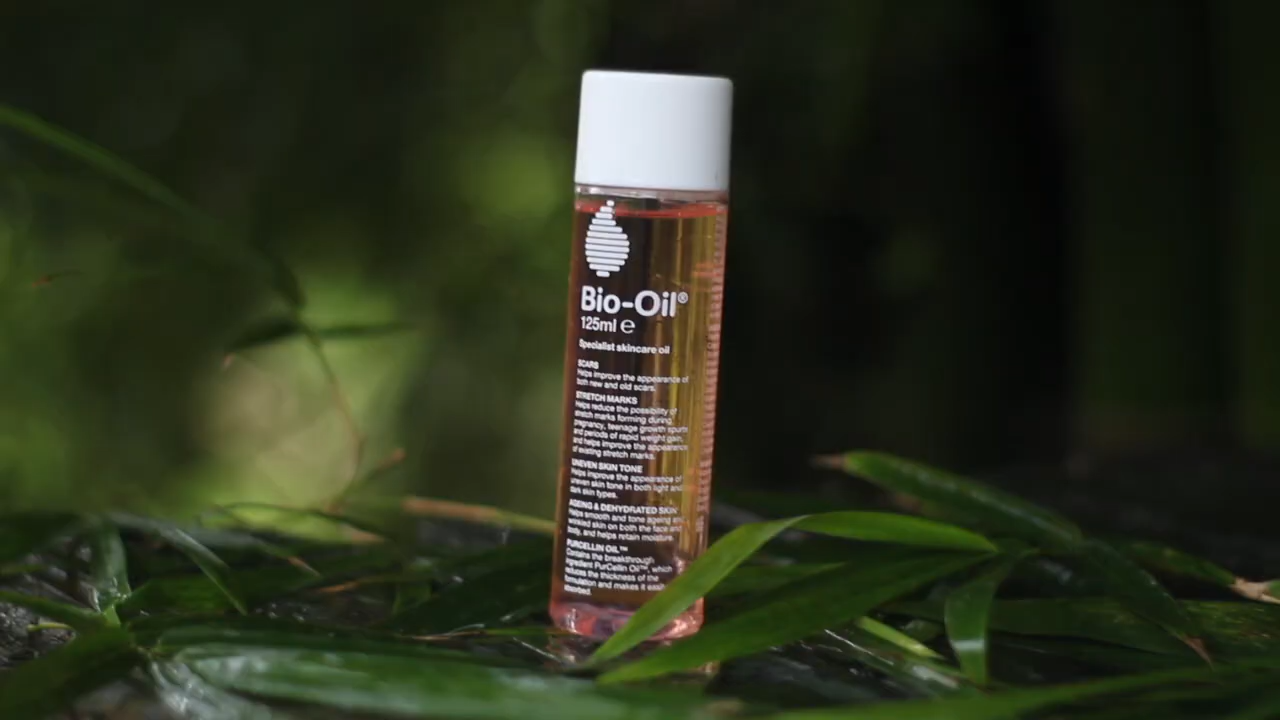 Bio-Oil®
125ml ℮
Specialist skincare oil
SCARS
Helps improve the appearance of
both new and old scars.
STRETCH MARKS
Helps reduce the possibility of
stretch marks forming during
pregnancy, teenage growth spurts
and periods of rapid weight gain,
and helps improve the appearance
of existing stretch marks.
UNEVEN SKIN TONE
Helps improve the appearance of
uneven skin tone in both light and
dark skin types.
AGEING & DEHYDRATED SKIN
Helps smooth and tone ageing and
wrinkled skin on both the face and
body, and helps retain moisture.
PURCELLIN OIL™
Contains the breakthrough
ingredient PurCellin Oil™, which
reduces the thickness of the
formulation and makes it easily
absorbed.